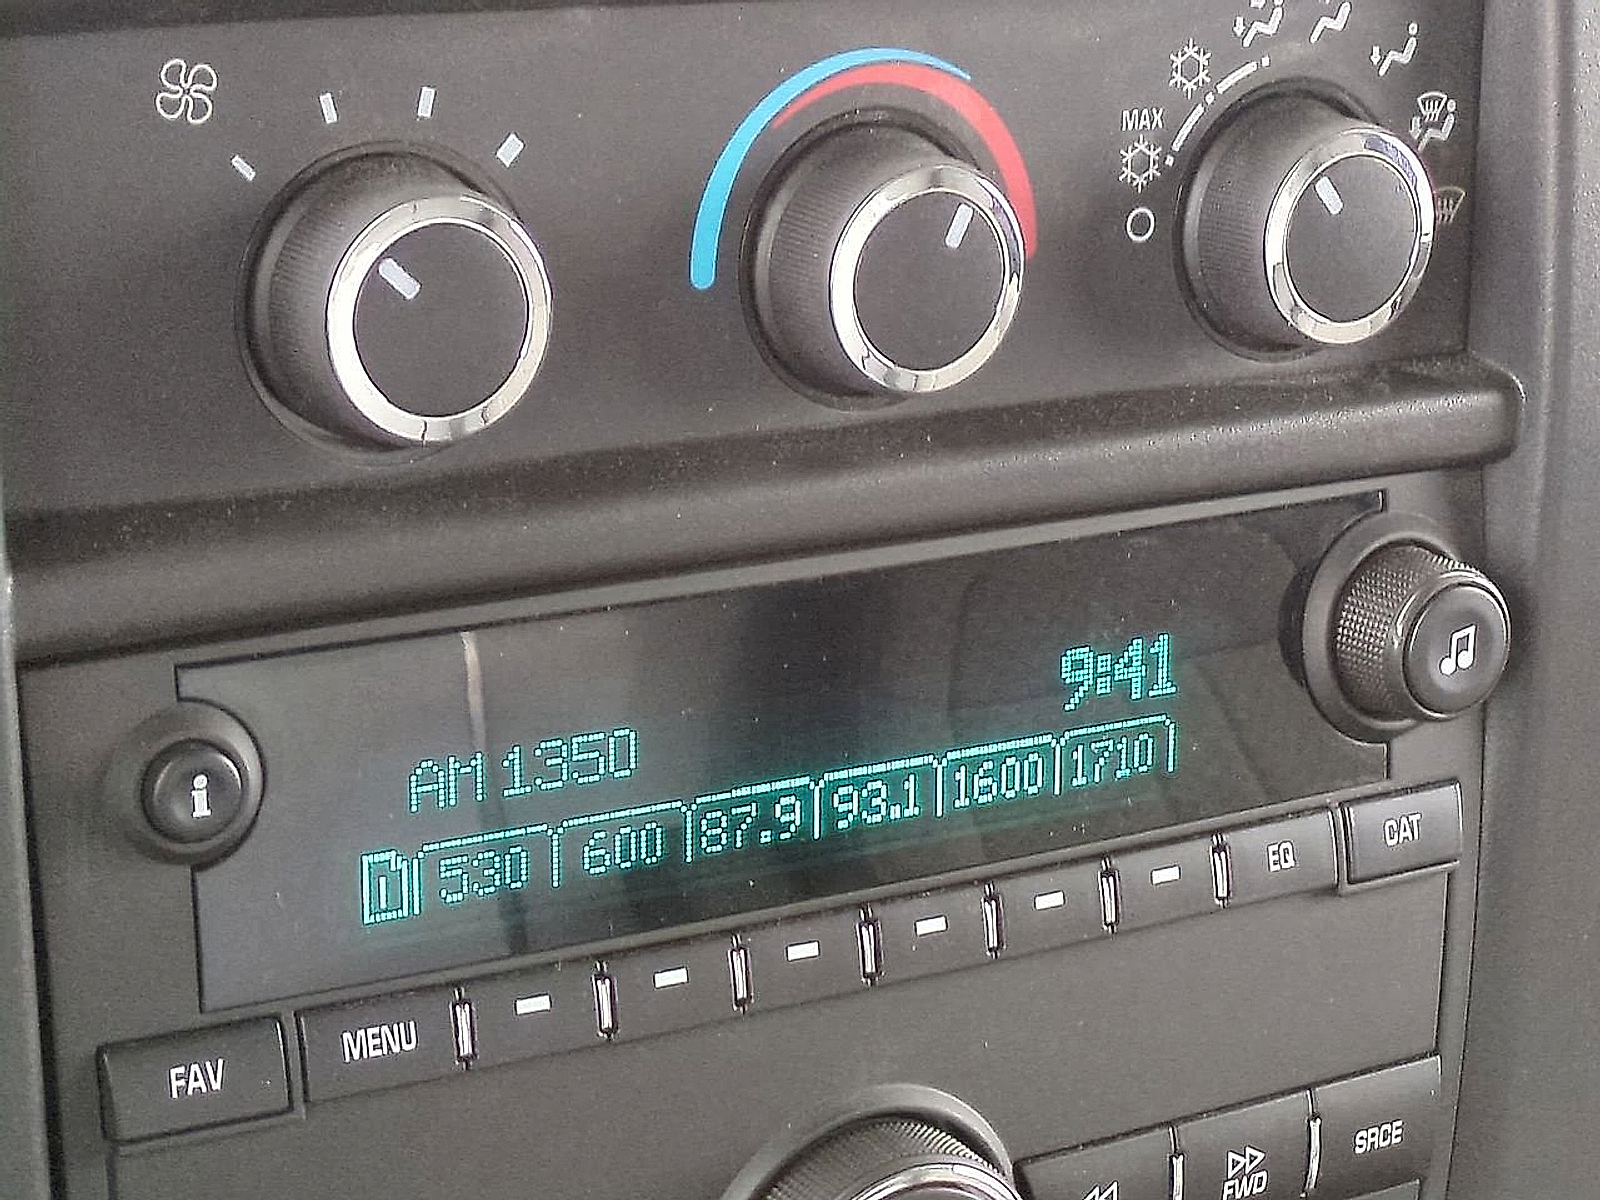 MAX
9:41
AM 1350
1 530 600 87.9 93.1 1600 1710
i
FAV MENU EQ CAT
FWD SRCE